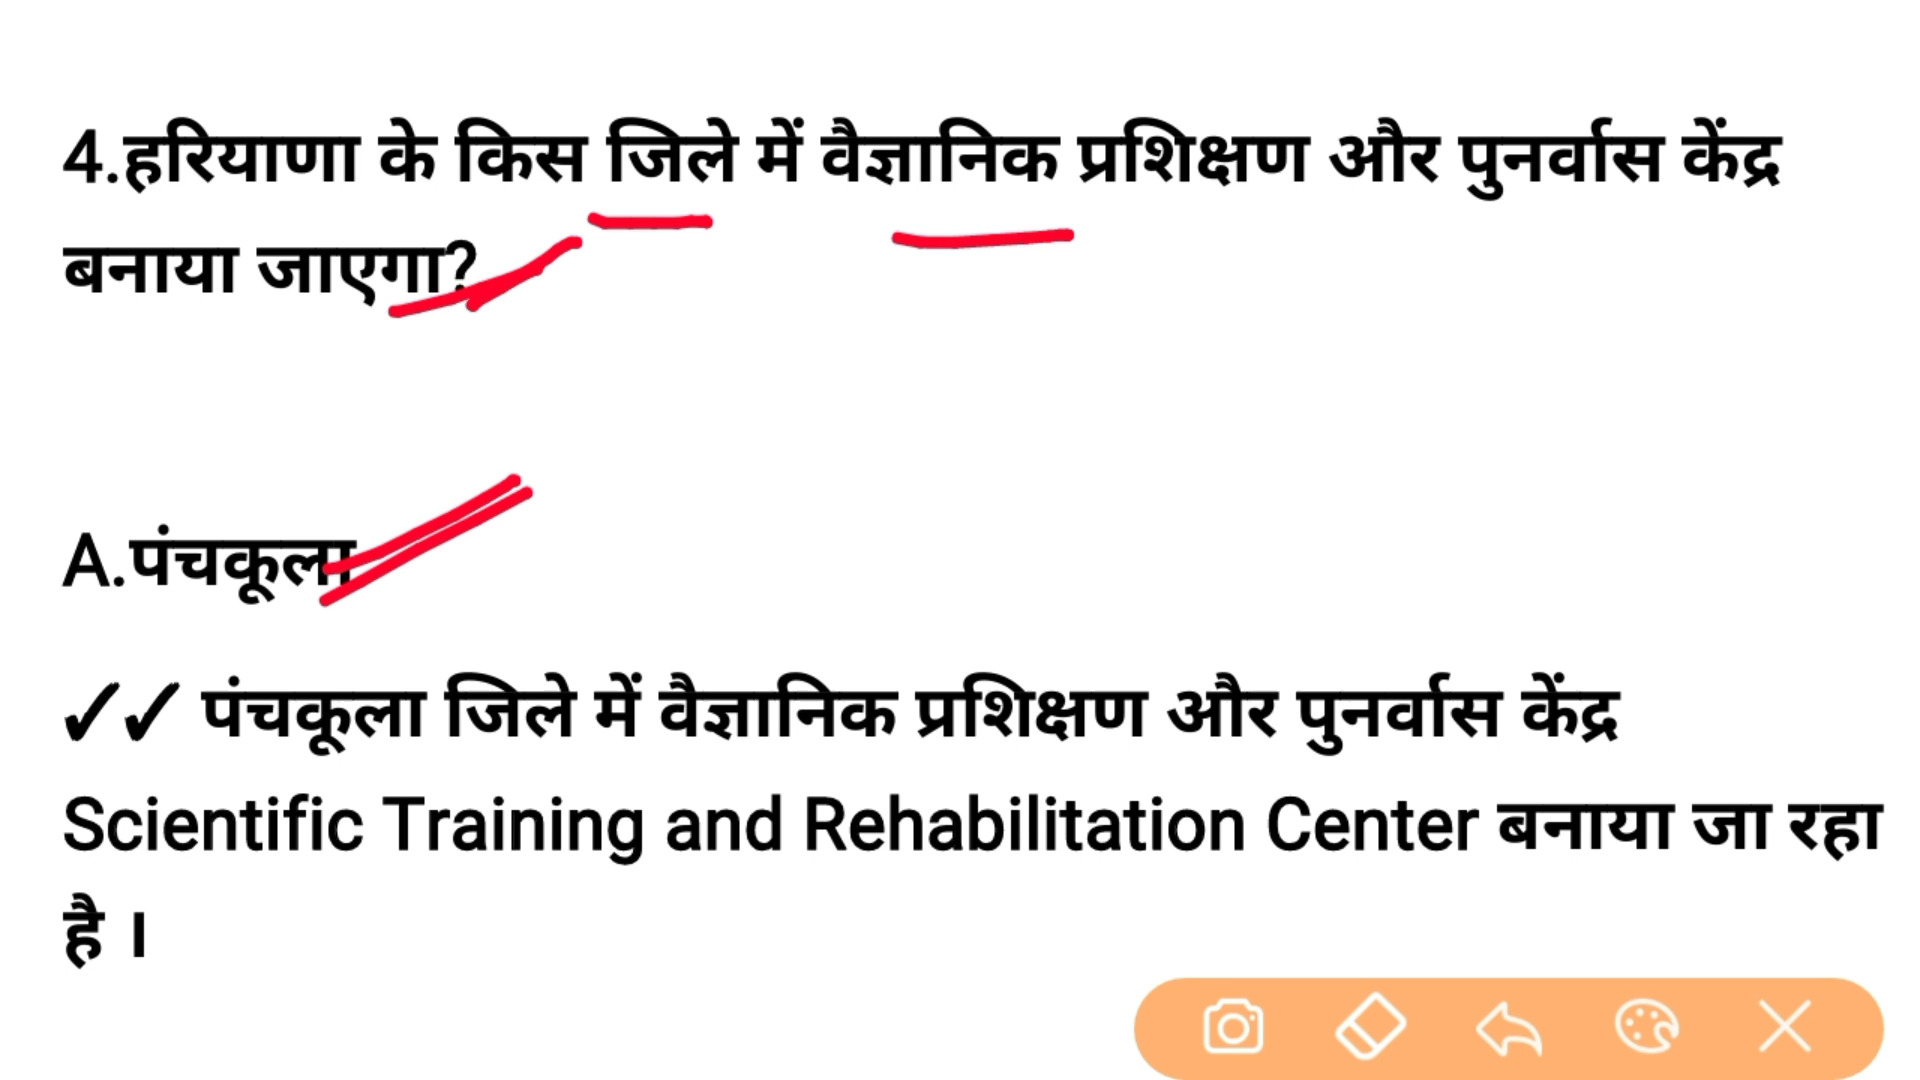 4.हरियाणा के किस जिले में वैज्ञानिक प्रशिक्षण और पुनर्वास केंद्र
बनाया जाएगा?
A.पंचकूला
✓✓ पंचकूला जिले में वैज्ञानिक प्रशिक्षण और पुनर्वास केंद्र
Scientific Training and Rehabilitation Center बनाया जा रहा
है ।